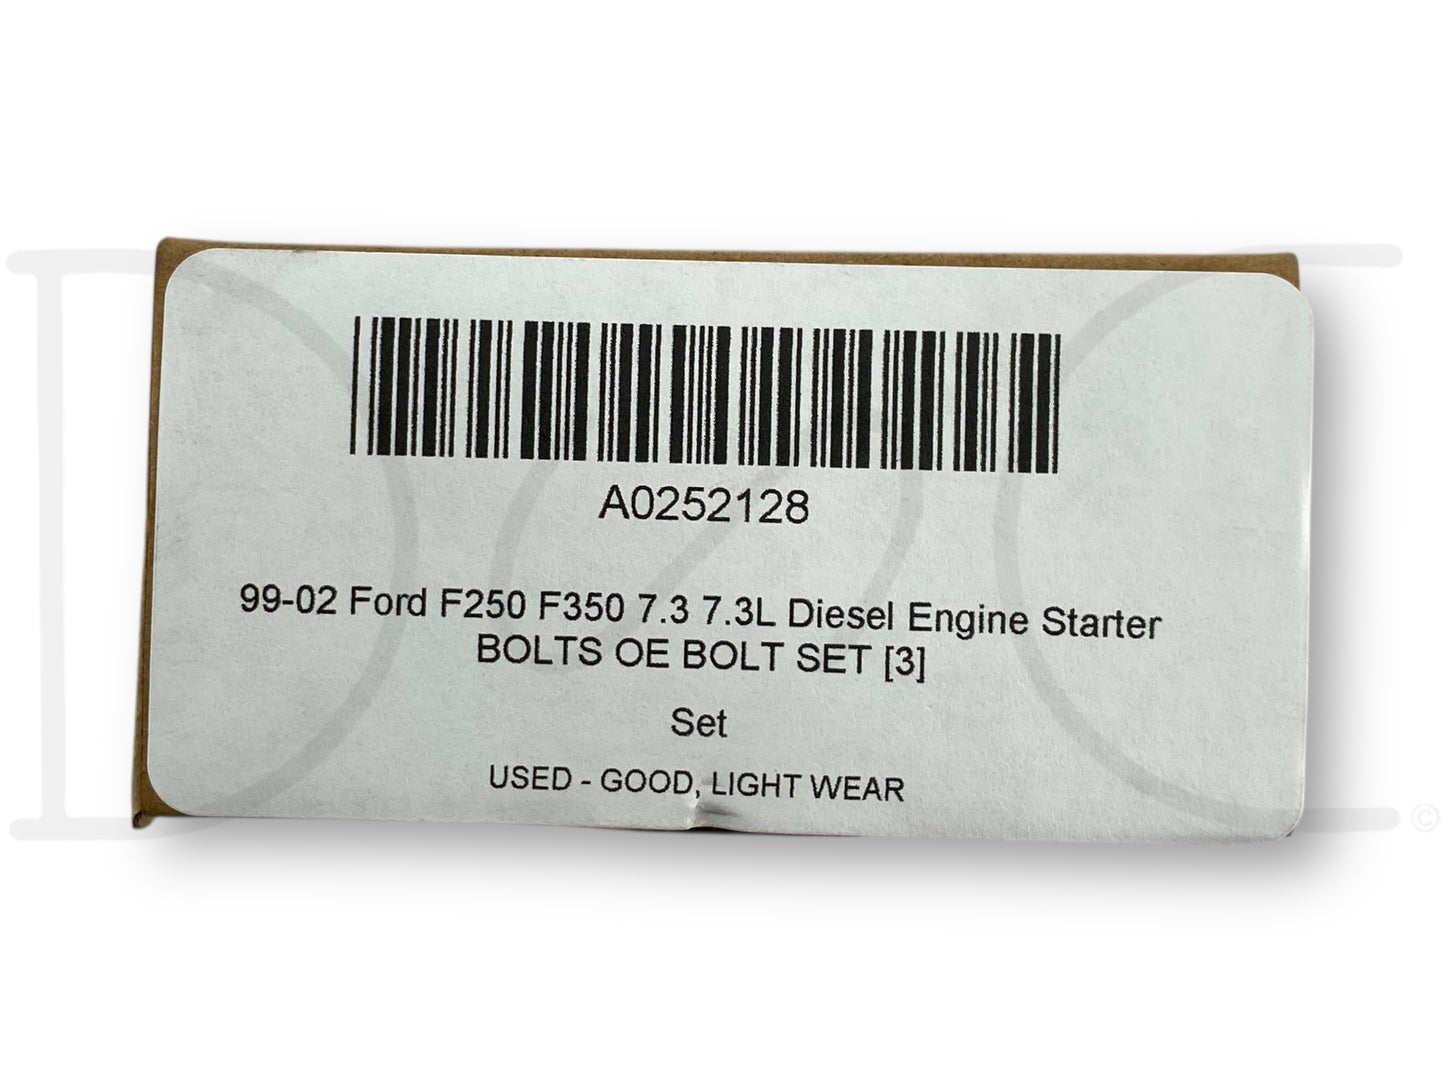 A0252128
99-02 Ford F250 F350 7.3 7.3L Diesel Engine Starter
BOLTS OE BOLT SET [3]
Set
USED - GOOD, LIGHT WEAR
©